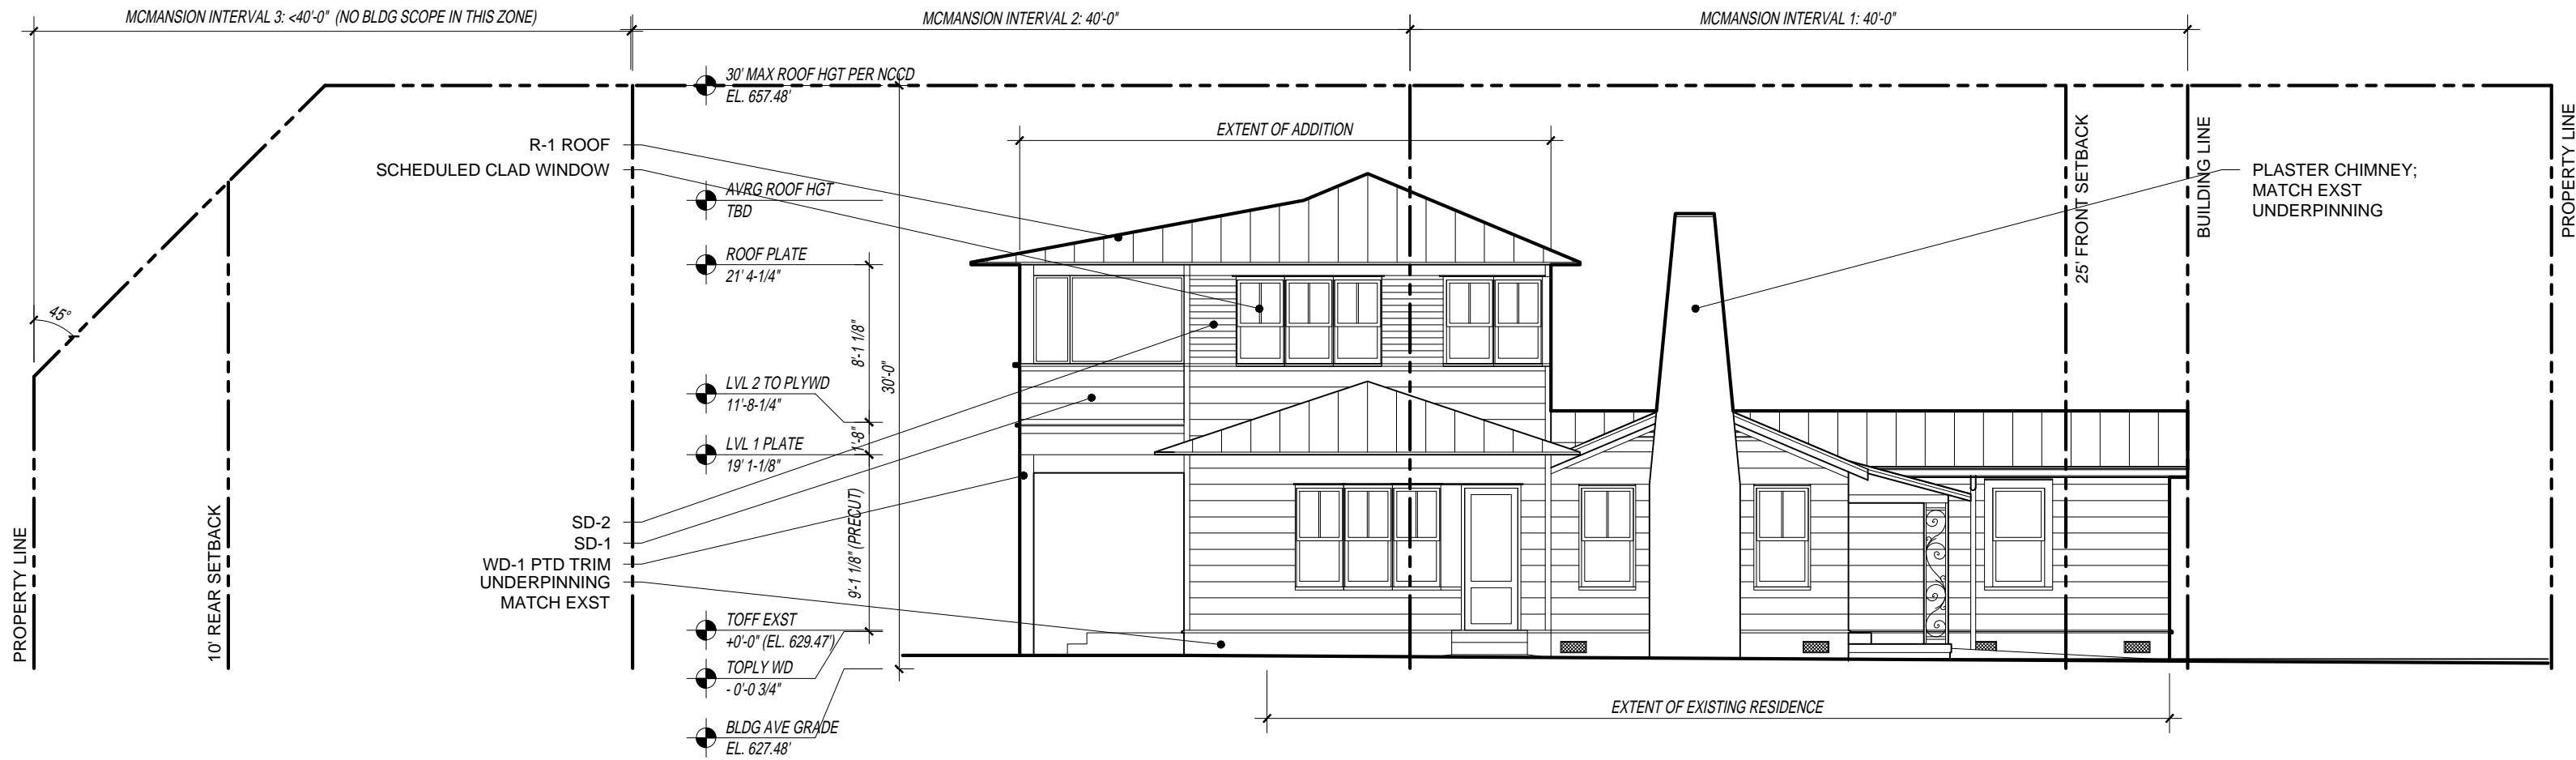 MCMANSION INTERVAL 3: <40'-0" (NO BLDG SCOPE IN THIS ZONE)
MCMANSION INTERVAL 2: 40'-0"
MCMANSION INTERVAL 1: 40'-0"
30' MAX ROOF HGT PER NCCD
EL. 657.48'
EXTENT OF ADDITION
R-1 ROOF
SCHEDULED CLAD WINDOW
AVRG ROOF HGT
TBD
ROOF PLATE
21' 4-1/4"
LVL 2 TO PLYWD
11'-8-1/4"
LVL 1 PLATE
19' 1-1/8"
8'-1 1/8"
1'-8"
30'-0"
9'-1 1/8" (PRECUT)
45°
SD-2
SD-1
WD-1 PTD TRIM
UNDERPINNING
MATCH EXST
TOFF EXST
+0'-0" (EL. 629.47')
TOPLY WD
- 0'-0 3/4"
BLDG AVE GRADE
EL. 627.48'
PROPERTY LINE
10' REAR SETBACK
25' FRONT SETBACK
BUILDING LINE
PROPERTY LINE
PLASTER CHIMNEY;
MATCH EXST
UNDERPINNING
EXTENT OF EXISTING RESIDENCE